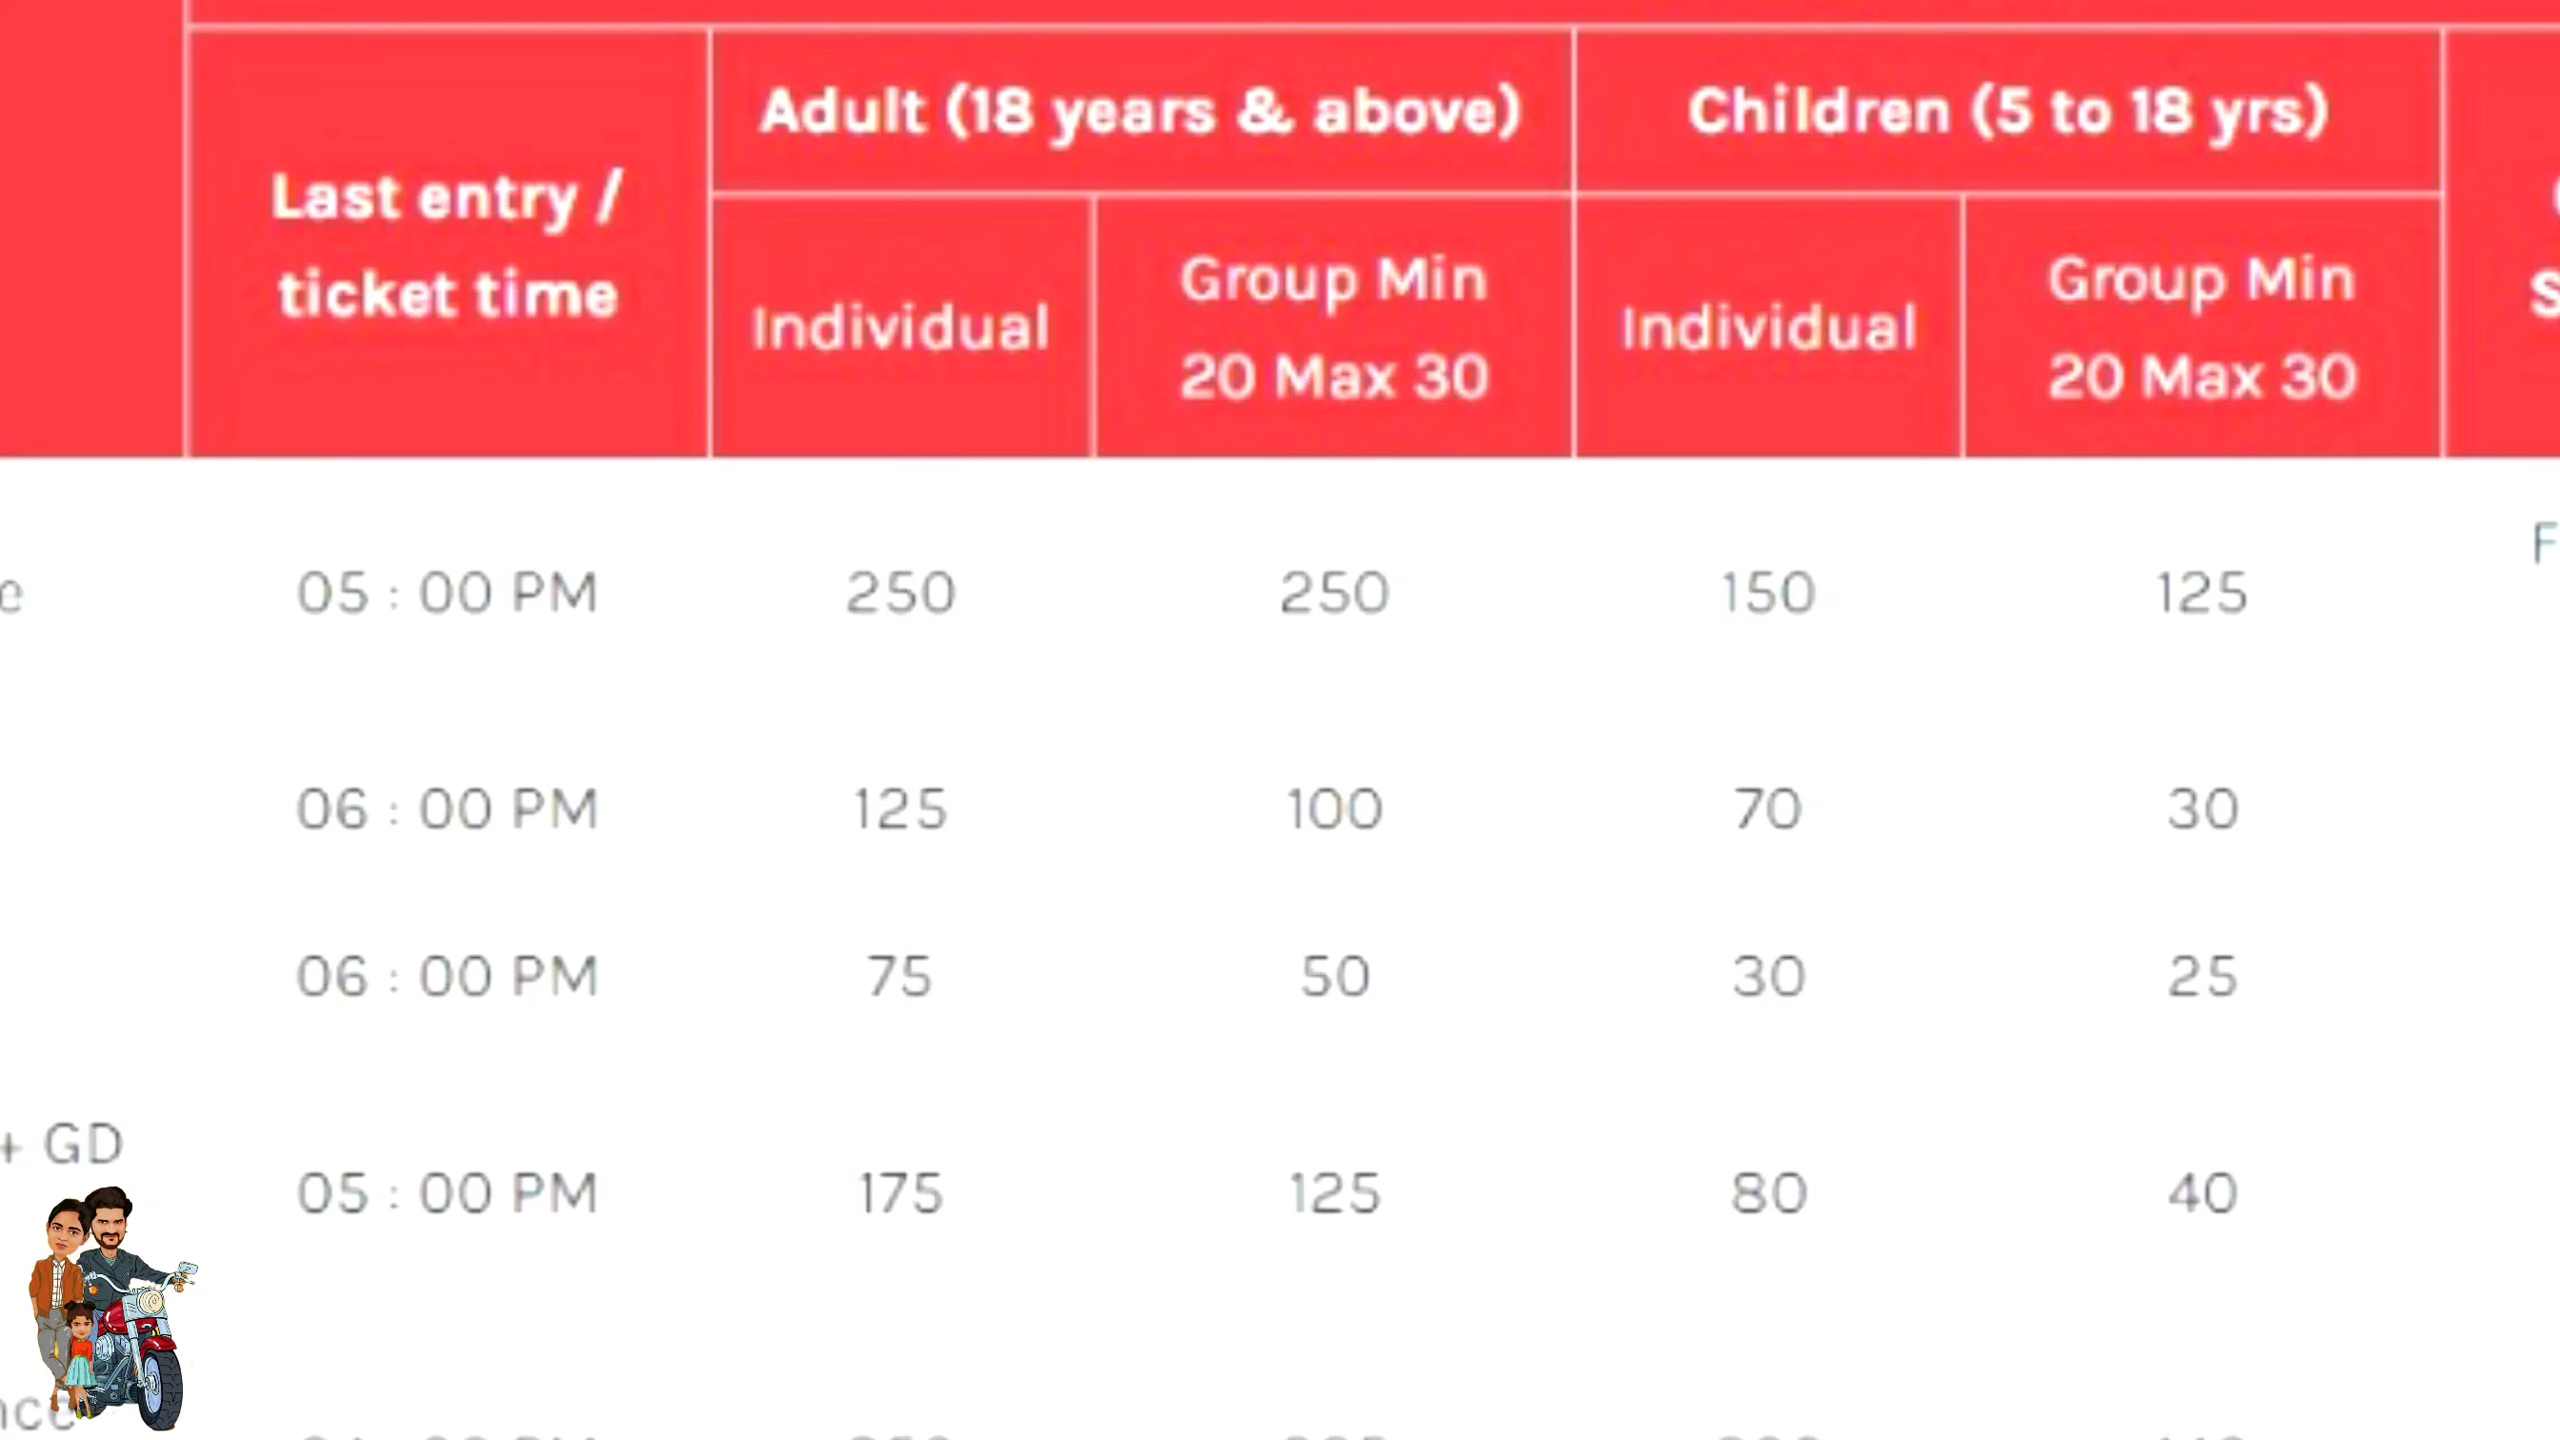 Adult (18 years & above) Children (5 to 18 yrs)
Last entry /
ticket time
Individual
Group Min
20 Max 30
Individual
Group Min
20 Max 30
05 : 00 PM 250 250 150 125
06 : 00 PM 125 100 70 30
06 : 00 PM 75 50 30 25
+ GD
05 : 00 PM 175 125 80 40